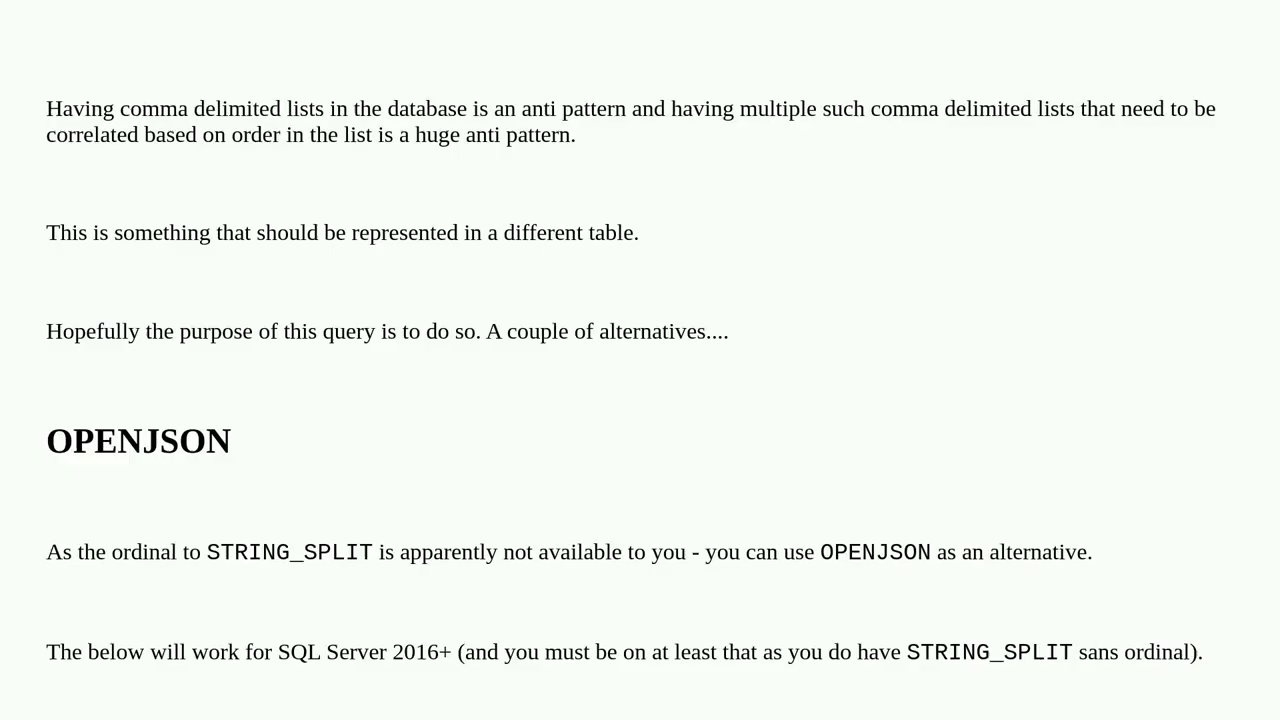 Having comma delimited lists in the database is an anti pattern and having multiple such comma delimited lists that need to be
correlated based on order in the list is a huge anti pattern.
This is something that should be represented in a different table.
Hopefully the purpose of this query is to do so. A couple of alternatives....
OPENJSON
As the ordinal to STRING_SPLIT is apparently not available to you - you can use OPENJSON as an alternative.
The below will work for SQL Server 2016+ (and you must be on at least that as you do have STRING_SPLIT sans ordinal).